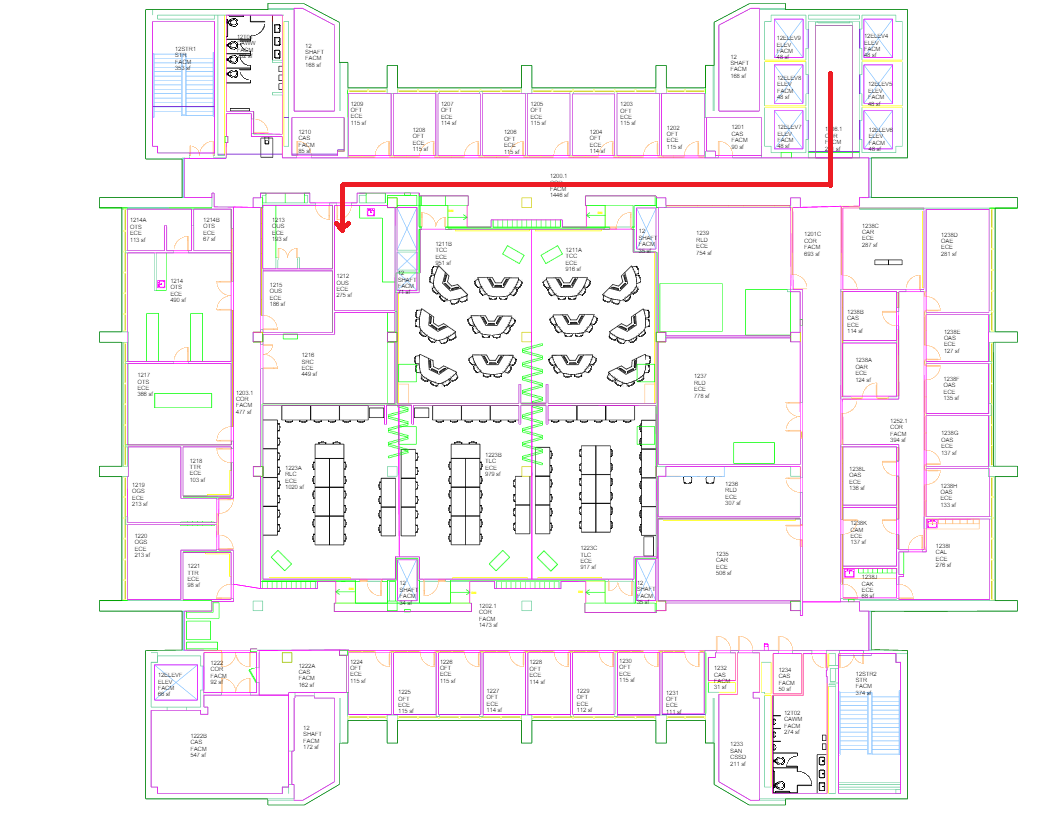 12STR1
STR
FACM
353 sf
12
SHAFT
FACM
168 sf
12
SHAFT
FACM
168 sf
12ELEV9
ELEV
FACM
48 sf
12ELEV4
ELEV
FACM
48 sf
12ELEV8
ELEV
FACM
48 sf
12ELEV5
ELEV
FACM
48 sf
12ELEV7
ELEV
FACM
48 sf
12ELEV6
ELEV
FACM
48 sf
1210
CAS
FACM
85 sf
1209
OFT
ECE
115 sf
1208
OFT
ECE
115 sf
1207
OFT
ECE
114 sf
1206
OFT
ECE
115 sf
1205
OFT
ECE
115 sf
1204
OFT
ECE
114 sf
1203
OFT
ECE
115 sf
1202
OFT
ECE
115 sf
1201
CAS
FACM
90 sf
1200.1
COR
FACM
1446 sf
1214A
OTS
ECE
113 sf
1214B
OTS
ECE
67 sf
1213
OUS
ECE
193 sf
1214
OTS
ECE
490 sf
1215
OUS
ECE
186 sf
1212
OUS
ECE
275 sf
12
SHAFT
FACM
1211B
TCC
ECE
951 sf
1211A
TCC
ECE
916 sf
12
SHAFT
FACM
1239
RLD
ECE
754 sf
1201C
COR
FACM
693 sf
1238C
OAR
ECE
287 sf
1238D
OAE
ECE
281 sf
1238B
CAS
ECE
114 sf
1238E
OAS
ECE
127 sf
1238A
OAR
ECE
124 sf
1238F
OAS
ECE
135 sf
1216
SRC
ECE
449 sf
1217
OTS
ECE
366 sf
1203.1
COR
FACM
477 sf
1237
RLD
ECE
778 sf
1252.1
COR
FACM
394 sf
1238G
OAS
ECE
137 sf
1218
TTR
ECE
103 sf
1219
OGS
ECE
213 sf
1223A
RLC
ECE
1020 sf
1223B
TLC
ECE
979 sf
1236
RLD
ECE
307 sf
1238L
OAS
ECE
136 sf
1238H
OAS
ECE
133 sf
1220
OGS
ECE
213 sf
1221
TTR
ECE
98 sf
1223C
TLC
ECE
917 sf
1235
OAR
ECE
508 sf
1238K
CAM
ECE
137 sf
1238I
CAL
ECE
276 sf
1238J
OAK
ECE
68 sf
12
SHAFT
FACM
34 sf
12
SHAFT
FACM
35 sf
1202.1
COR
FACM
1473 sf
12ELEVF
ELEV
FACM
66 sf
1222
COR
FACM
92 sf
1222A
CAS
FACM
162 sf
1224
OFT
ECE
115 sf
1225
OFT
ECE
115 sf
1226
OFT
ECE
115 sf
1227
OFT
ECE
114 sf
1228
OFT
ECE
114 sf
1229
OFT
ECE
112 sf
1230
OFT
ECE
115 sf
1231
OFT
ECE
111 sf
1232
CAS
FACM
31 sf
1234
CAS
FACM
50 sf
12STR2
STR
FACM
374 sf
1222B
CAS
FACM
547 sf
12
SHAFT
FACM
172 sf
1233
SAN
CSSD
211 sf
12T02
CAWM
FACM
274 sf